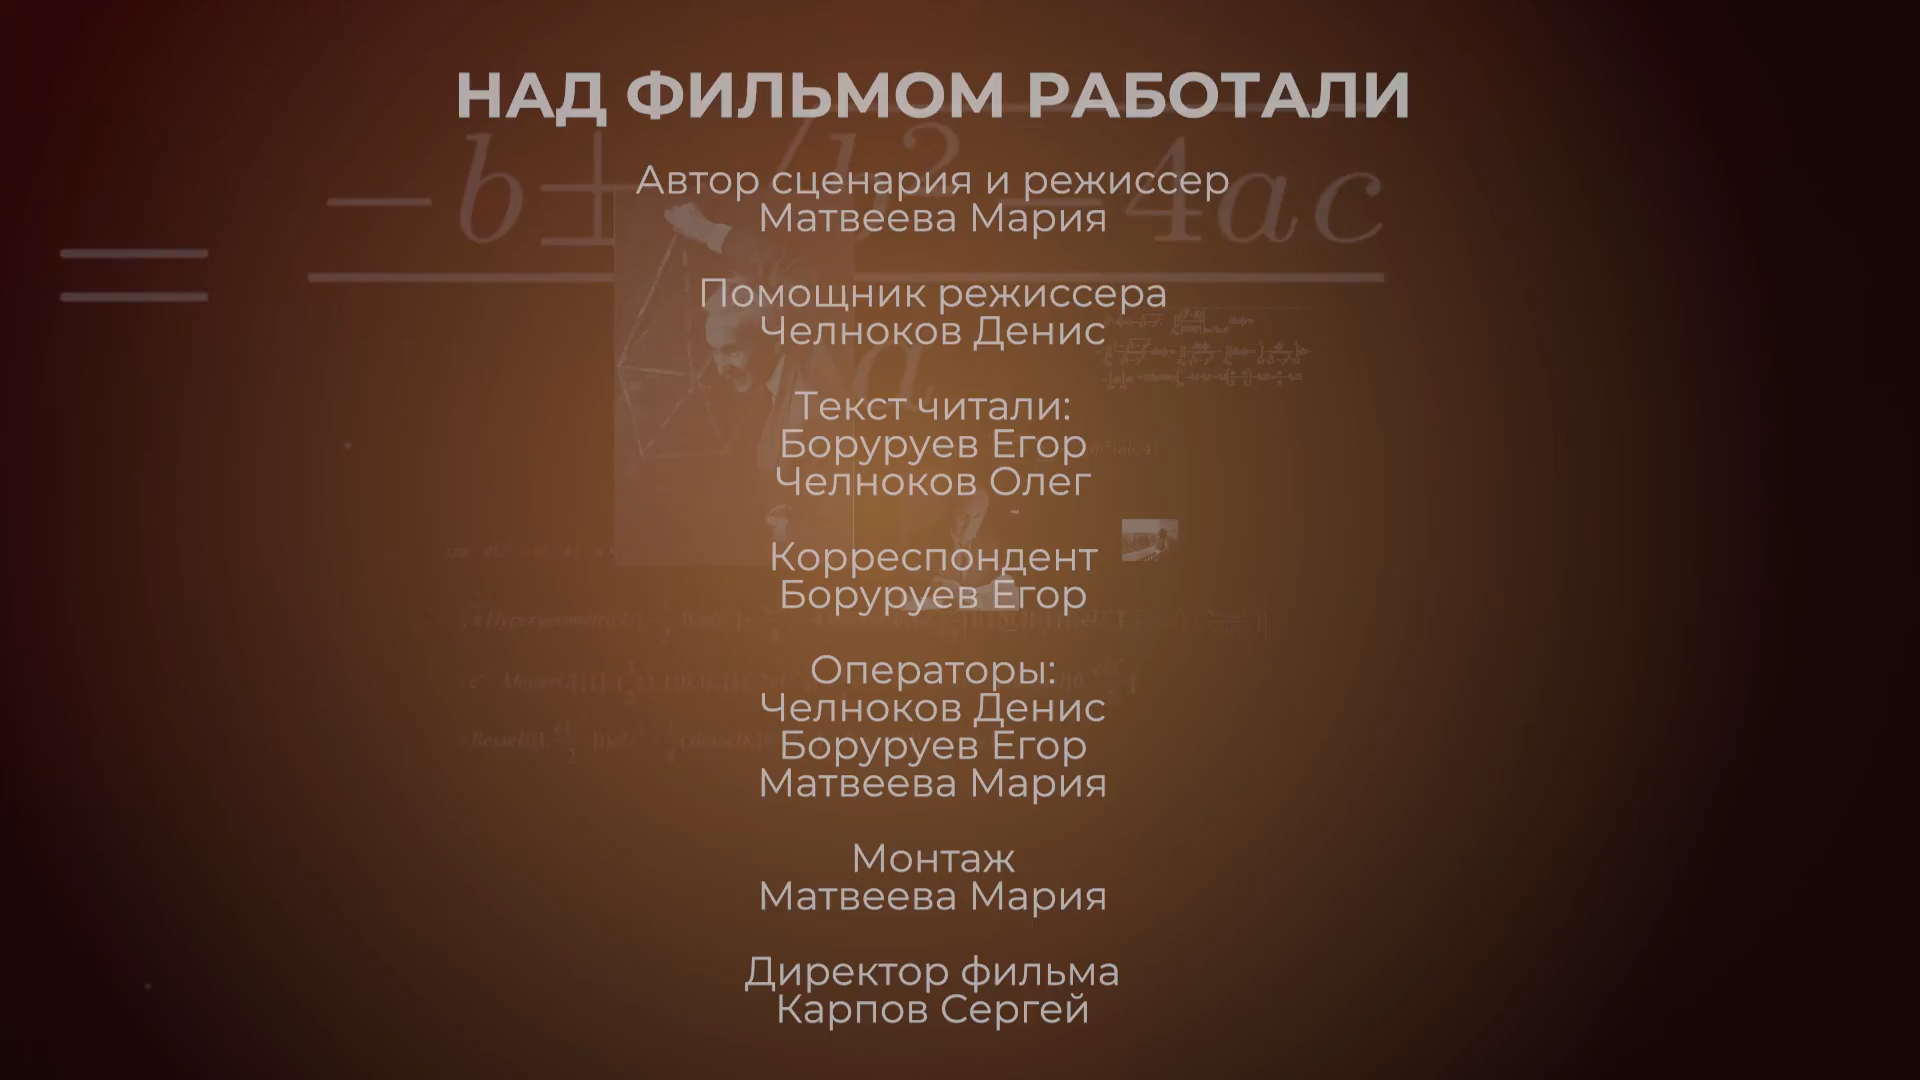 НАД ФИЛЬМОМ РАБОТАЛИ
Автор сценария и режиссер
Матвеева Мария
Помощник режиссера
Челноков Денис
Текст читали:
Боруруев Егор
Челноков Олег
Корреспондент
Боруруев Егор
Операторы:
Челноков Денис
Боруруев Егор
Матвеева Мария
Монтаж
Матвеева Мария
Директор фильма
Карпов Сергей